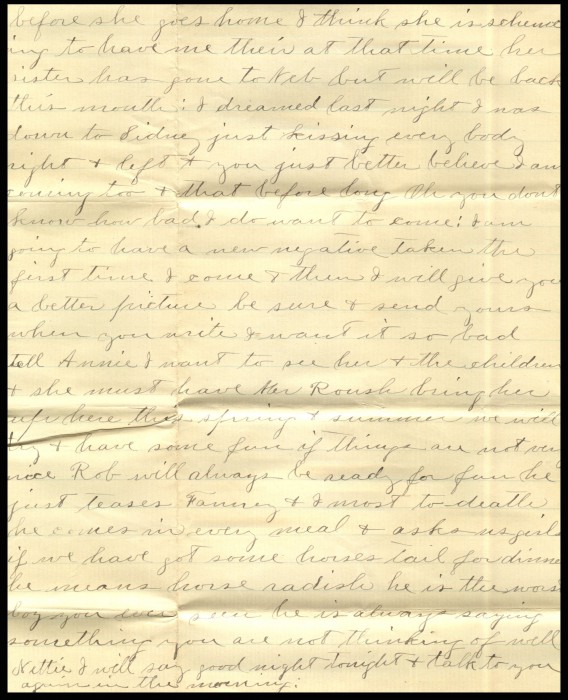 before she goes home I think she is scheme
ing to have me their at that time her
sister has gone to Neb but will be back
this month: I dreamed last night I was
down to Sidney just kissing every body
right & left & you just better believe I am
coming too & that before long Oh you dont
know how bad I do want to come! I am
going to have a new negative taken the
first time I come & then I will give you
a better picture be sure & send yours
when you write I want it so bad
tell Annie I want to see her & the children
& she must have Roush bring her
up here this spring & summer we will
try & have some fun if things are not very
nice Rob will always be ready for fun he
just teases Fanney & I most to death
he comes in every meal & asks us girls
if we have got some horses tail for dinner
he means horse radish he is the worst
boy you ever seen he is always saying
something you are not thinking of well
Nittie I will say good night tonight & talk to you
again in the morning: